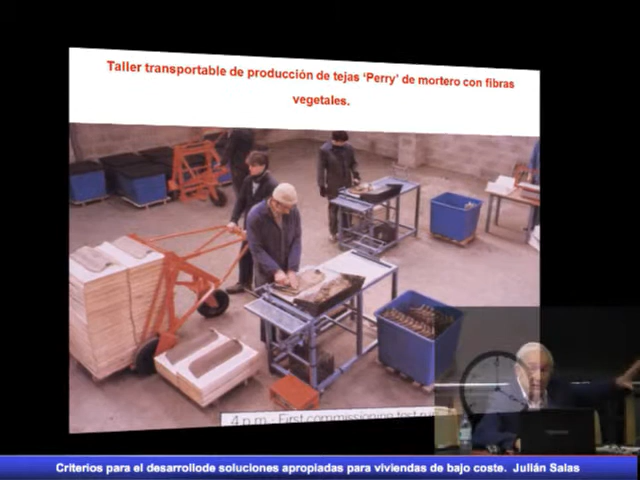 Taller transportable de producción de tejas ‘Perry’ de mortero con fibras
vegetales.
4 p.m. - First commissioning test
Criterios para el desarrollode soluciones apropiadas para viviendas de bajo coste. Julián Salas